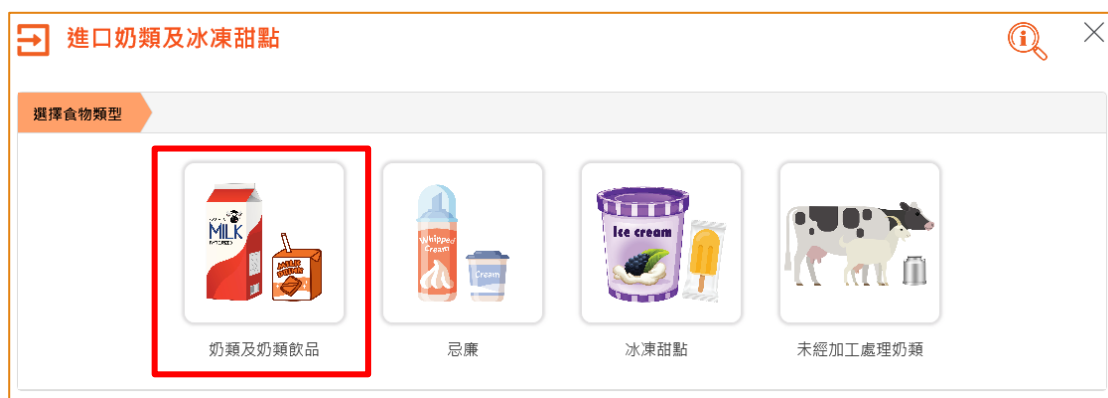 進口奶類及冰凍甜點
選擇食物類型
MILK
MILK
DRINK
Whipped
Cream
Cream
Ice cream
奶類及奶類飲品
忌廉
冰凍甜點
未經加工處理奶類